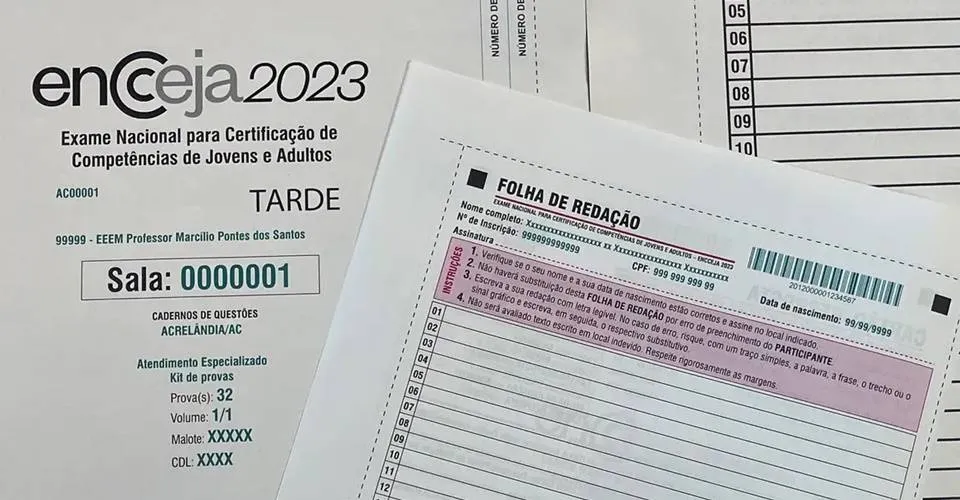 encceja2023
Exame Nacional para Certificação de
Competências de Jovens e Adultos
AC00001
TARDE
99999 - EEEM Professor Marcílio Pontes dos Santos
Sala: 0000001
CADERNOS DE QUESTÕES
ACRELÂNDIA/AC
Atendimento Especializado
Kit de provas
Prova(s): 32
Volume: 1/1
Malote: XXXXX
CDL: XXXX
NÚMERO DE
NÚMERO DE
05
06
07
08
09
10
FOLHA DE REDAÇÃO
EXAME NACIONAL PARA CERTIFICAÇÃO DE COMPETÊNCIAS DE JOVENS E ADULTOS – ENCCEJA 2023
Nome completo: Xxxxxxxxxxxxxxxxxx xx Xxxxxxxxxxxxxxx Xxxxxxxxxx
Nº de Inscrição: 999999999999
CPF: 999 999 999 99
Assinatura
2012000001234567
Data de nascimento: 99/99/9999
INSTRUÇÕES
1. Verifique se o seu nome e a sua data de nascimento estão corretos e assine no local indicado.
2. Não haverá substituição desta FOLHA DE REDAÇÃO por erro de preenchimento do PARTICIPANTE.
3. Escreva a sua redação com letra legível. No caso de erro, risque, com um traço simples, a palavra, a frase, o trecho ou o
sinal gráfico e escreva, em seguida, o respectivo substitutivo.
4. Não será avaliado texto escrito em local indevido. Respeite rigorosamente as margens.
01
02
03
04
05
06
07
08
09
10
11
12